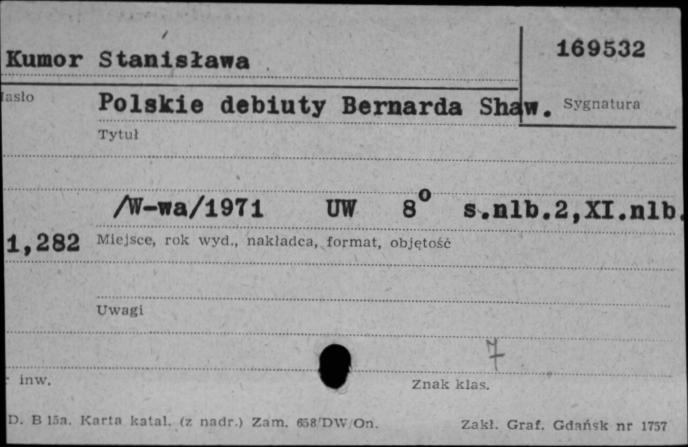 Kumor Stanisława
169532
Hasło
Polskie debiuty Bernarda Shaw.
Sygnatura
Tytuł
/W-wa/1971 UW 8° s.nlb.2,XI.nlb.
1,282
Miejsce, rok wyd., nakładca, format, objętość
Uwagi
7
r inw.
Znak klas.
D. B 15a. Karta katal. (z nadr.) Zam. 658/DW/On.
Zakł. Graf. Gdańsk nr 1757